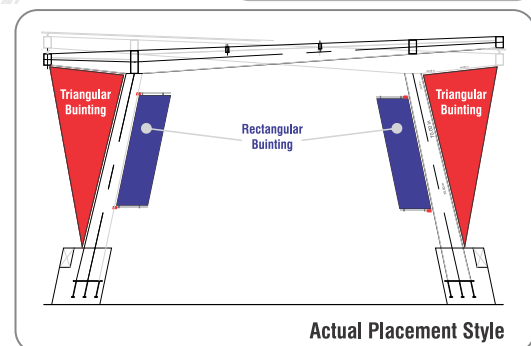 Triangular
Buinting
Triangular
Buinting
Rectangular
Buinting
Actual Placement Style